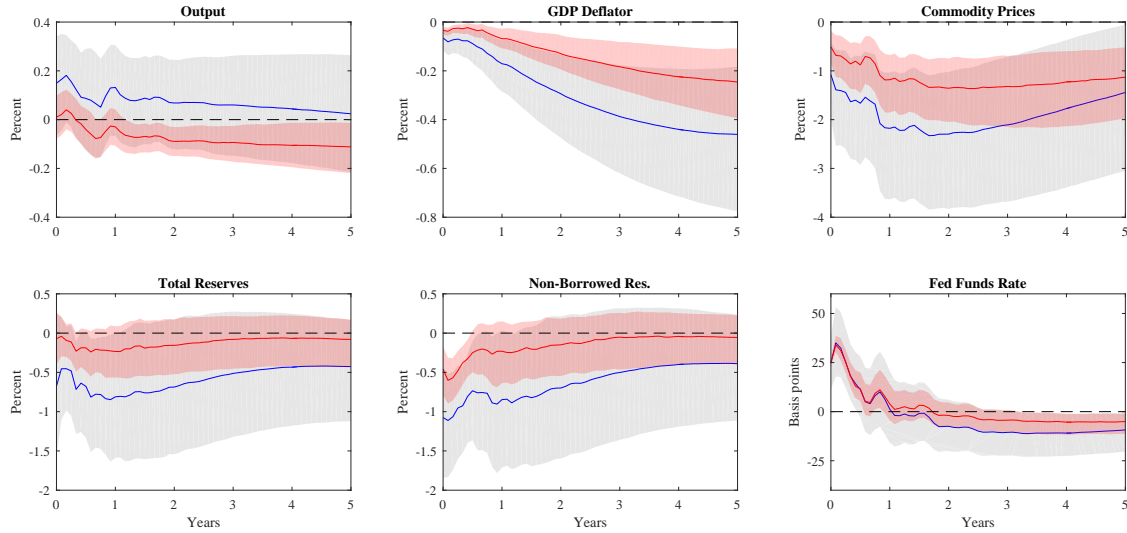 Output
GDP Deflator
Commodity Prices
0.4
0.2
0
-0.2
-0.4
Percent
0 1 2 3 4 5
0
-0.2
-0.4
-0.6
-0.8
Percent
0 1 2 3 4 5
0
-1
-2
-3
-4
Percent
0 1 2 3 4 5
Total Reserves
Non-Borrowed Res.
Fed Funds Rate
0.5
0
-0.5
-1
-1.5
-2
Percent
0 1 2 3 4 5
Years
0.5
0
-0.5
-1
-1.5
-2
Percent
0 1 2 3 4 5
Years
50
25
0
-25
Basis points
0 1 2 3 4 5
Years